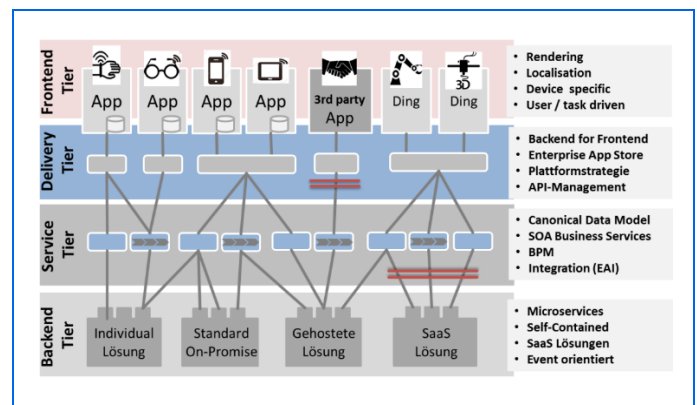 Frontend
Tier
App
App
App
App
3rd party
App
Ding
3D
Ding
• Rendering
• Localisation
• Device specific
• User / task driven
Delivery
Tier
• Backend for Frontend
• Enterprise App Store
• Plattformstrategie
• API-Management
Service
Tier
• Canonical Data Model
• SOA Business Services
• BPM
• Integration (EAI)
Backend
Tier
Individual
Lösung
Standard
On-Promise
Gehostete
Lösung
SaaS
Lösung
• Microservices
• Self-Contained
• SaaS Lösungen
• Event orientiert